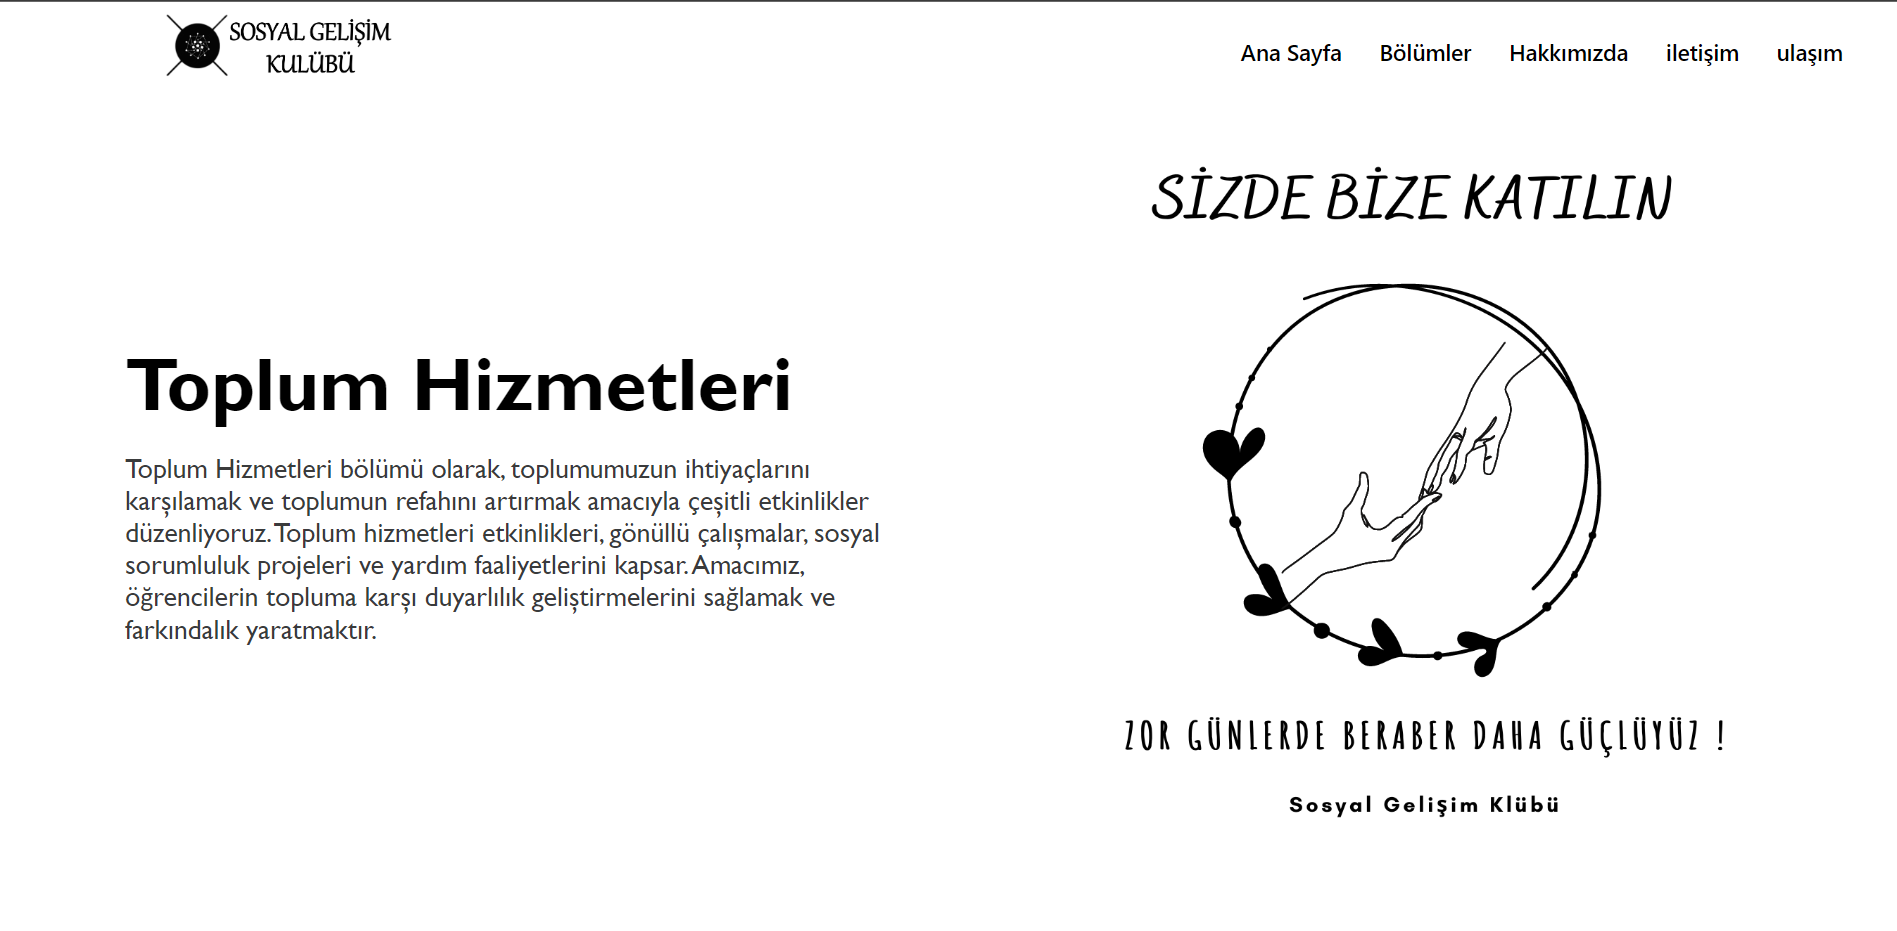 SOSYAL GELİŞİM
KULÜBÜ
Ana Sayfa Bölümler Hakkımızda iletişim ulaşım
Toplum Hizmetleri
Toplum Hizmetleri bölümü olarak, toplumumuzun ihtiyaçlarını
karşılamak ve toplumun refahını artırmak amacıyla çeşitli etkinlikler
düzenliyoruz. Toplum hizmetleri etkinlikleri, gönüllü çalışmalar, sosyal
sorumluluk projeleri ve yardım faaliyetlerini kapsar. Amacımız,
öğrencilerin topluma karşı duyarlılık geliştirmelerini sağlamak ve
farkındalık yaratmaktır.
SİZDE BİZE KATILIN
ZOR GÜNLERDE BERABER DAHA GÜÇLÜYÜZ !
Sosyal Gelişim Klübü